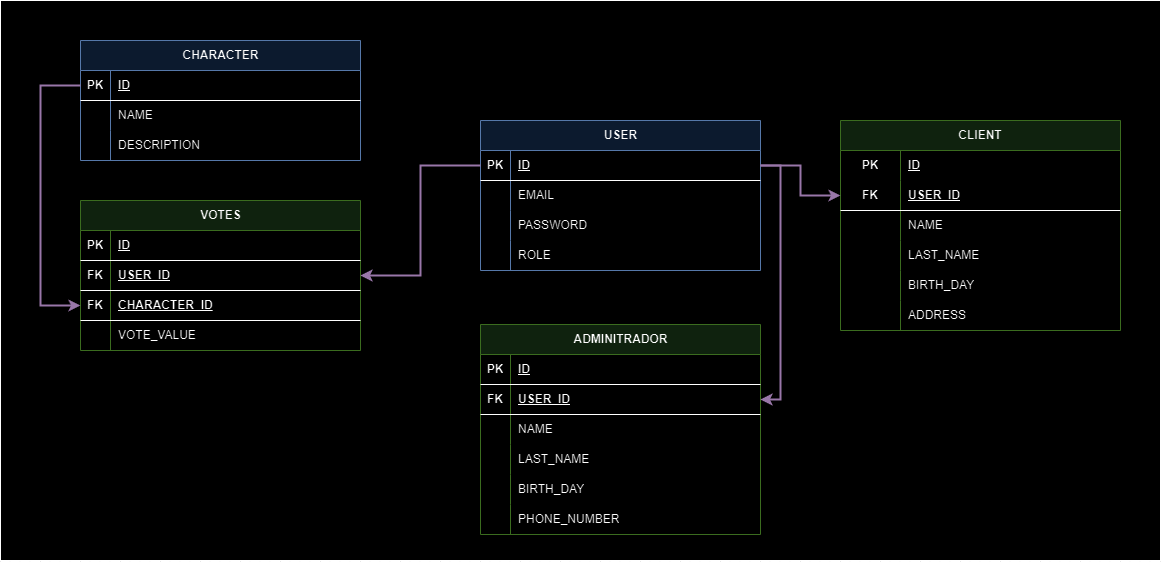 CHARACTER
PK ID
NAME
DESCRIPTION
VOTES
PK ID
FK USER_ID
FK CHARACTER_ID
VOTE_VALUE
USER
PK ID
EMAIL
PASSWORD
ROLE
ADMINITRADOR
PK ID
FK USER_ID
NAME
LAST_NAME
BIRTH_DAY
PHONE_NUMBER
CLIENT
PK ID
FK USER_ID
NAME
LAST_NAME
BIRTH_DAY
ADDRESS